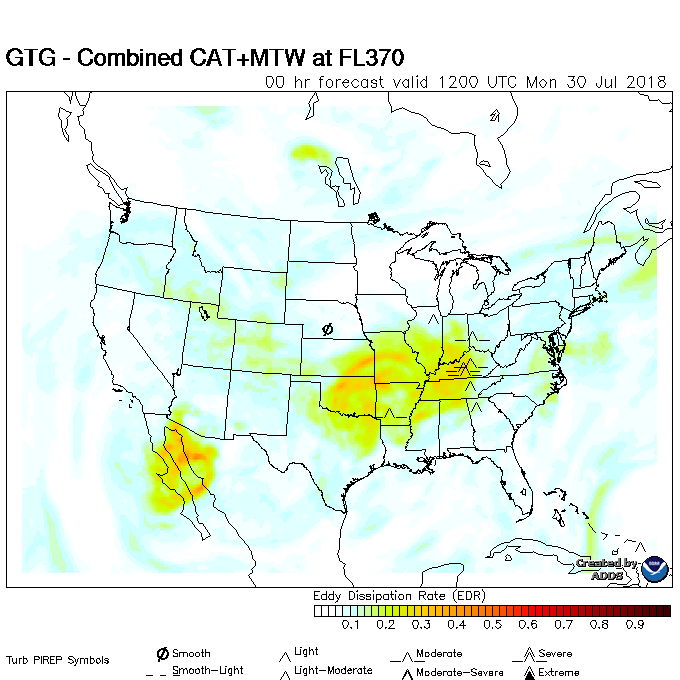 GTG - Combined CAT+MTW at FL370
00 hr forecast valid 1200 UTC Mon 30 Jul 2018
Created by
ADDS
Eddy Dissipation Rate (EDR)
0.1 0.2 0.3 0.4 0.5 0.6 0.7 0.8 0.9
Turb PIREP Symbols
Smooth Light Moderate Severe
Smooth-Light Light-Moderate Moderate-Severe Extreme